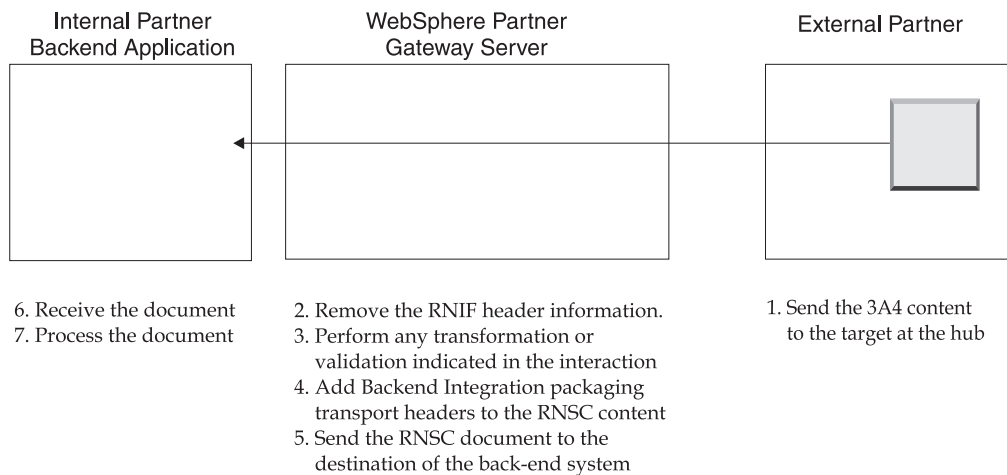 Internal Partner
Backend Application
WebSphere Partner
Gateway Server
External Partner
6. Receive the document
7. Process the document
2. Remove the RNIF header information.
3. Perform any transformation or
validation indicated in the interaction
4. Add Backend Integration packaging
transport headers to the RNSC content
5. Send the RNSC document to the
destination of the back-end system
1. Send the 3A4 content
to the target at the hub